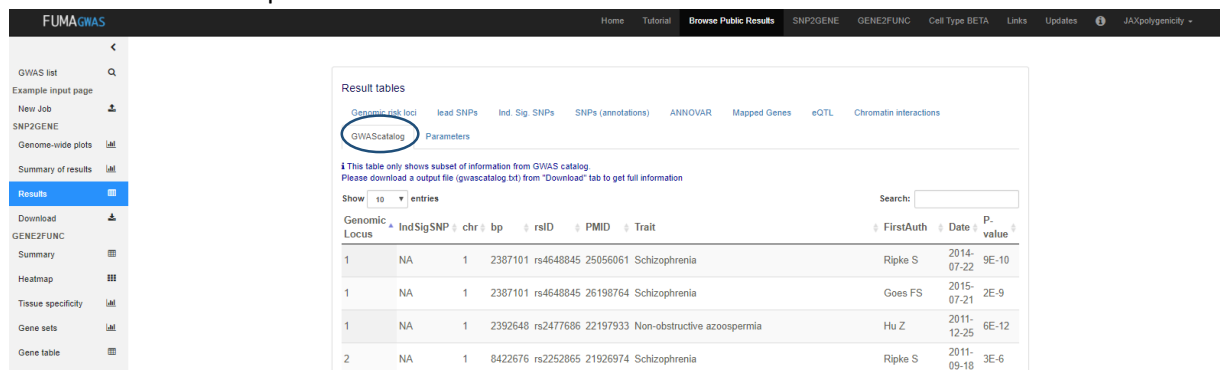 FUMAGWAS Home Tutorial Browse Public Results SNP2GENE GENE2FUNC Cell Type BETA Links Updates JAXpolygenicity
GWAS list
Example input page
New Job
SNP2GENE
Genome-wide plots
Summary of results
Results
Download
GENE2FUNC
Summary
Heatmap
Tissue specificity
Gene sets
Gene table
Result tables
Genomic risk loci lead SNPs Ind. Sig. SNPs SNPs (annotations) ANNOVAR Mapped Genes eQTL Chromatin interactions
GWAScatalog Parameters
i This table only shows subset of information from GWAS catalog.
Please download a output file (gwascatalog.txt) from "Download" tab to get full information
Show 10 entries Search:
Genomic Locus IndSigSNP chr bp rsID PMID Trait FirstAuth Date P-value
1 NA 1 2387101 rs4648845 25056061 Schizophrenia Ripke S 2014-07-22 9E-10
1 NA 1 2387101 rs4648845 26198764 Schizophrenia Goes FS 2015-07-21 2E-9
1 NA 1 2392648 rs2477686 22197933 Non-obstructive azoospermia Hu Z 2011-12-25 6E-12
2 NA 1 8422676 rs2252865 21926974 Schizophrenia Ripke S 2011-09-18 3E-6